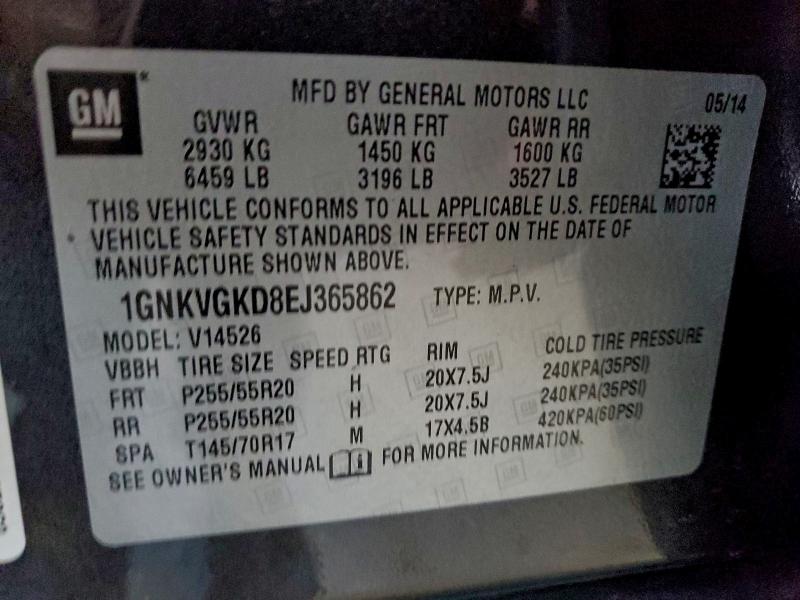 GM
MFD BY GENERAL MOTORS LLC 05/14
GVWR GAWR FRT GAWR RR
2930 KG 1450 KG 1600 KG
6459 LB 3196 LB 3527 LB
THIS VEHICLE CONFORMS TO ALL APPLICABLE U.S. FEDERAL MOTOR
VEHICLE SAFETY STANDARDS IN EFFECT ON THE DATE OF
MANUFACTURE SHOWN ABOVE.
1GNKVGKD8EJ365862 TYPE: M.P.V.
MODEL: V14526
VBBH TIRE SIZE SPEED RTG RIM COLD TIRE PRESSURE
FRT P255/55R20 H 20X7.5J 240KPA(35PSI)
RR P255/55R20 H 20X7.5J 240KPA(35PSI)
SPA T145/70R17 M 17X4.5B 420KPA(60PSI)
SEE OWNER'S MANUAL FOR MORE INFORMATION.